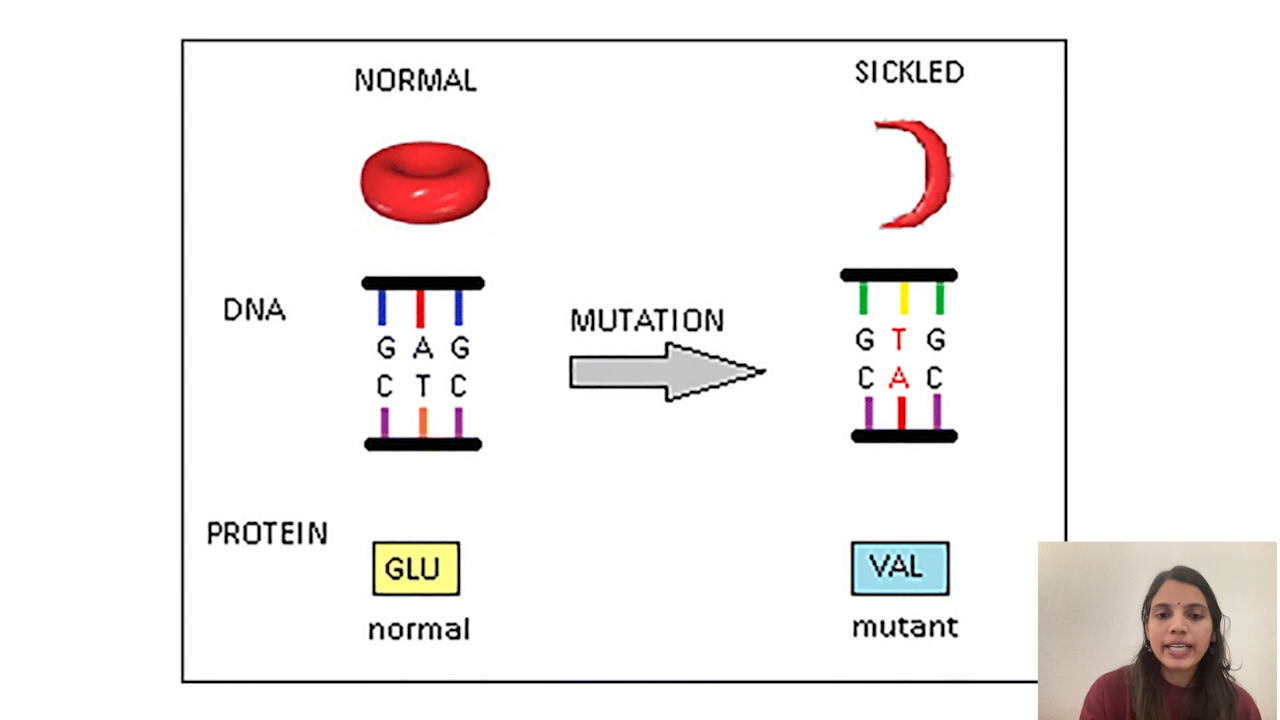 NORMAL
SICKLED
DNA
G A G
C T C
MUTATION
G T G
C A C
PROTEIN
GLU
VAL
normal
mutant